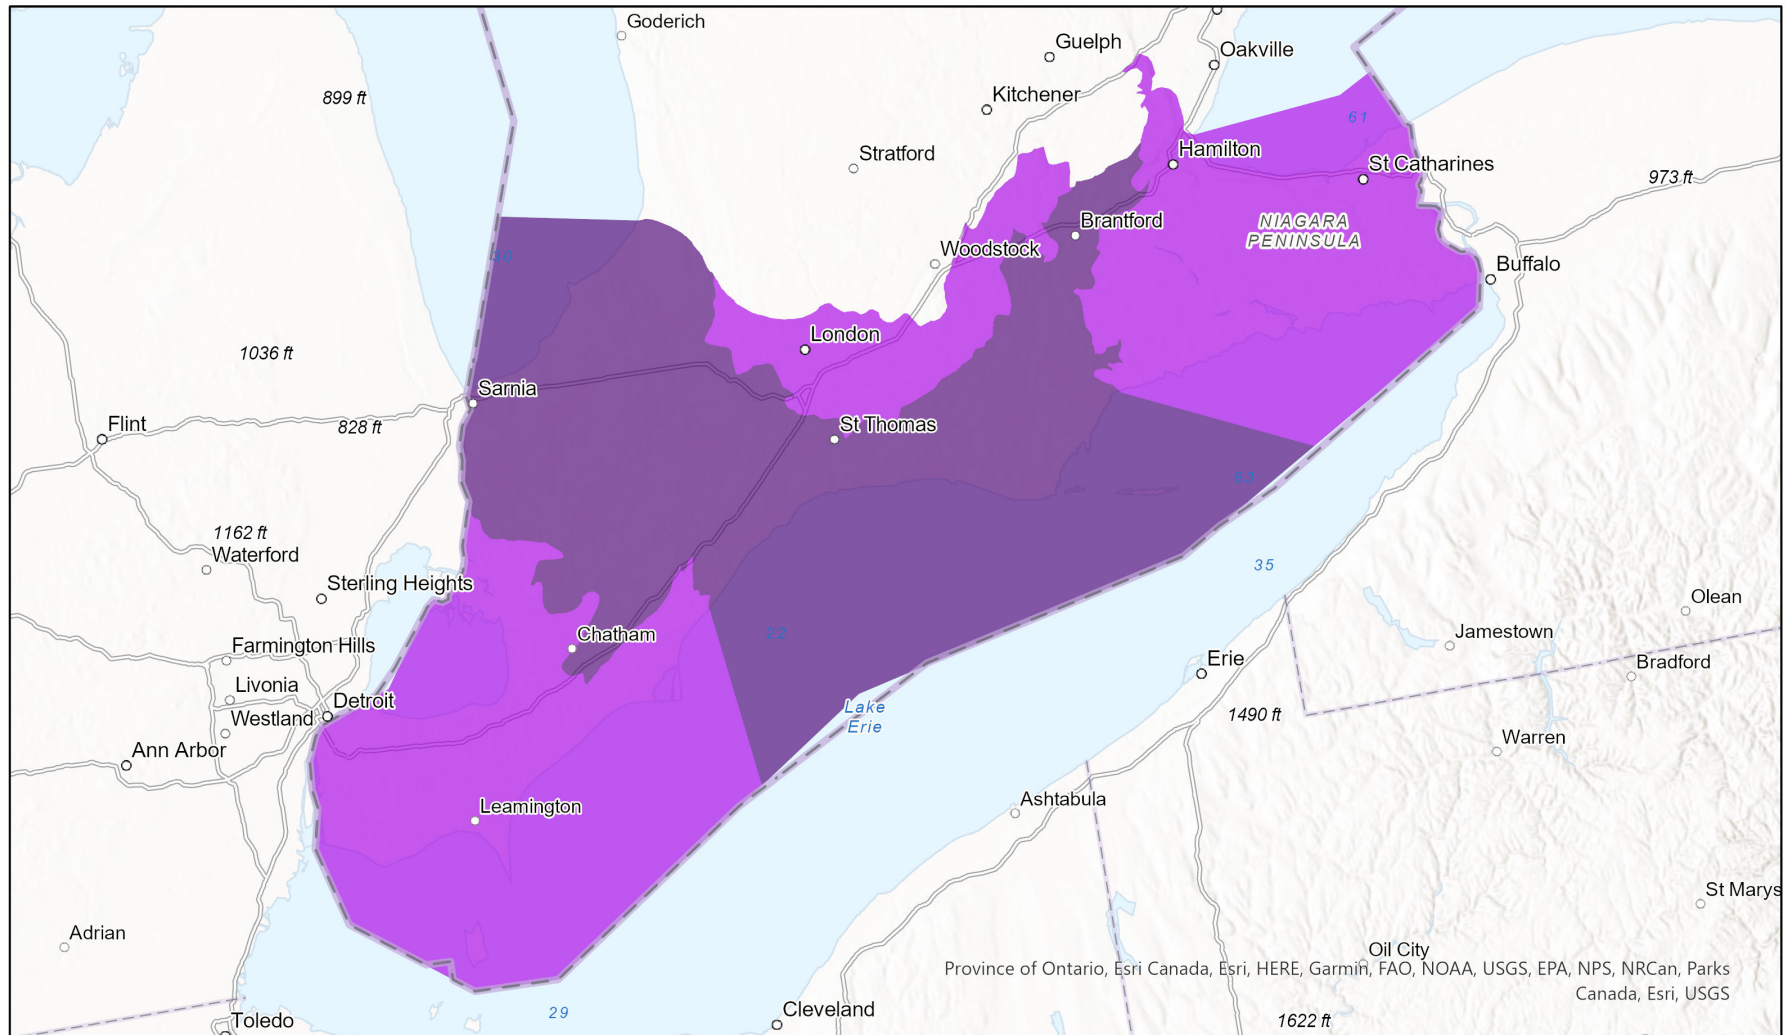 Goderich
Guelph
Oakville
899 ft
Kitchener
61
Stratford
Hamilton
St Catharines
973 ft
Brantford
NIAGARA
PENINSULA
Woodstock
30
Buffalo
London
1036 ft
Sarnia
Flint
828 ft
St Thomas
63
1162 ft
Waterford
35
Sterling Heights
Olean
Chatham
22
Jamestown
Farmington Hills
Erie
Bradford
Livonia
Detroit
Lake
Erie
Westland
1490 ft
Warren
Ann Arbor
Leamington
Ashtabula
St Marys
Adrian
Oil City
Province of Ontario, Esri Canada, Esri, HERE, Garmin, FAO, NOAA, USGS, EPA, NPS, NRCan, Parks
Canada, Esri, USGS
29
Cleveland
Toledo
1622 ft